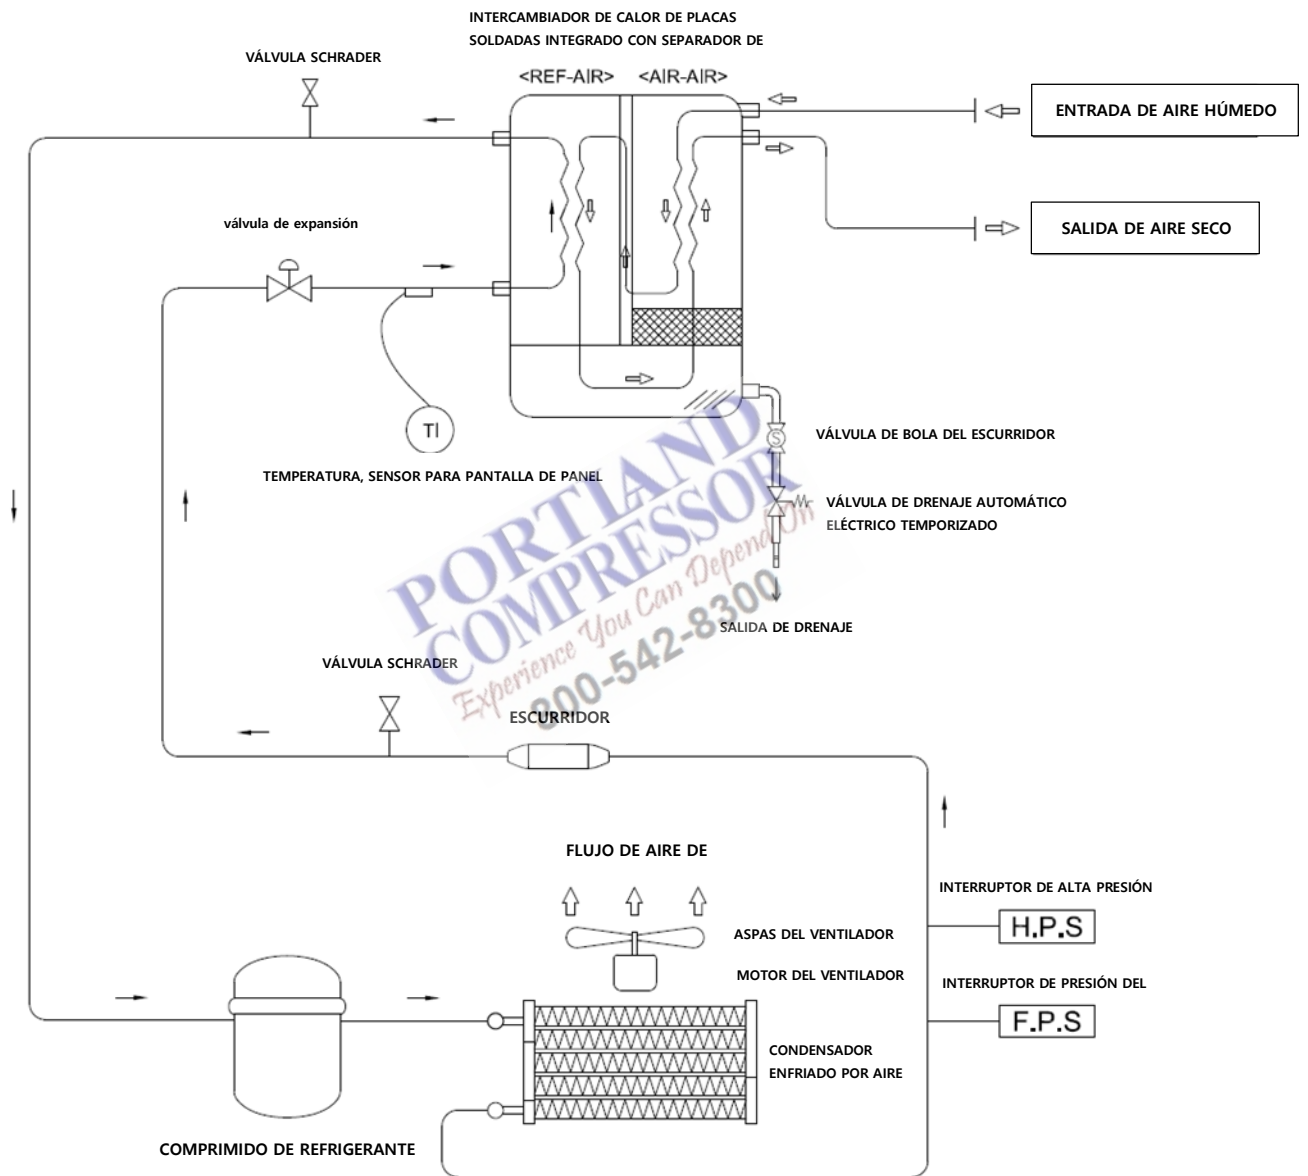 INTERCAMBIADOR DE CALOR DE PLACAS
SOLDADAS INTEGRADO CON SEPARADOR DE
VÁLVULA SCHRADER
<REF-AIR>
<AIR-AIR>
ENTRADA DE AIRE HÚMEDO
válvula de expansión
SALIDA DE AIRE SECO
TI
TEMPERATURA, SENSOR PARA PANTALLA DE PANEL
VÁLVULA DE BOLA DEL ESCURRIDOR
S
VÁLVULA DE DRENAJE AUTOMÁTICO
ELÉCTRICO TEMPORIZADO
PORTLAND
COMPRESSOR
Experience You Can Depend On
800-542-8300
SALIDA DE DRENAJE
VÁLVULA SCHRADER
ESCURRIDOR
FLUJO DE AIRE DE
INTERRUPTOR DE ALTA PRESIÓN
H.P.S
ASPAS DEL VENTILADOR
MOTOR DEL VENTILADOR
INTERRUPTOR DE PRESIÓN DEL
F.P.S
CONDENSADOR
ENFRIADO POR AIRE
COMPRIMIDO DE REFRIGERANTE